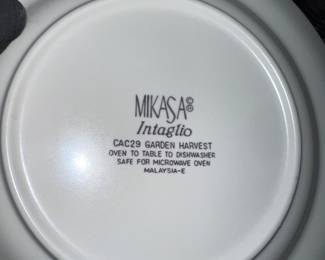 MIKASA®
Intaglio
CAC29 GARDEN HARVEST
OVEN TO TABLE TO DISHWASHER
SAFE FOR MICROWAVE OVEN
MALAYSIA-E